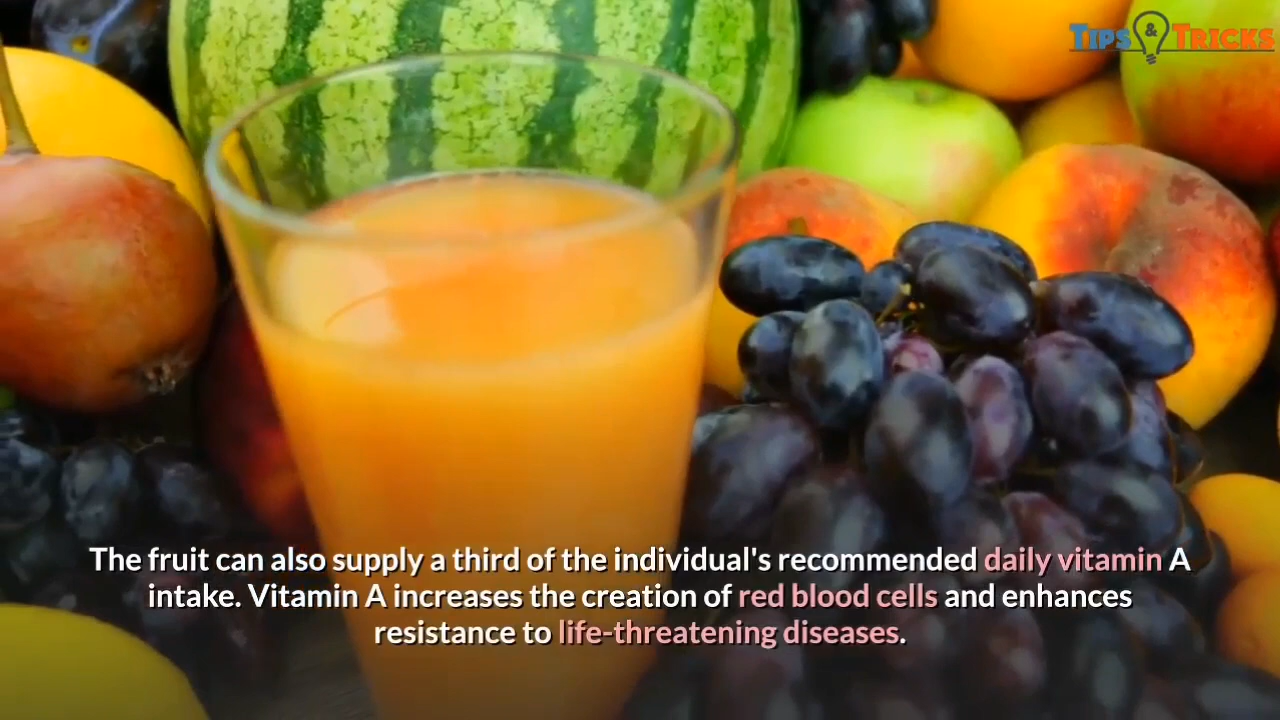 TIPS & TRICKS
The fruit can also supply a third of the individual's recommended daily vitamin A
intake. Vitamin A increases the creation of red blood cells and enhances
resistance to life-threatening diseases.